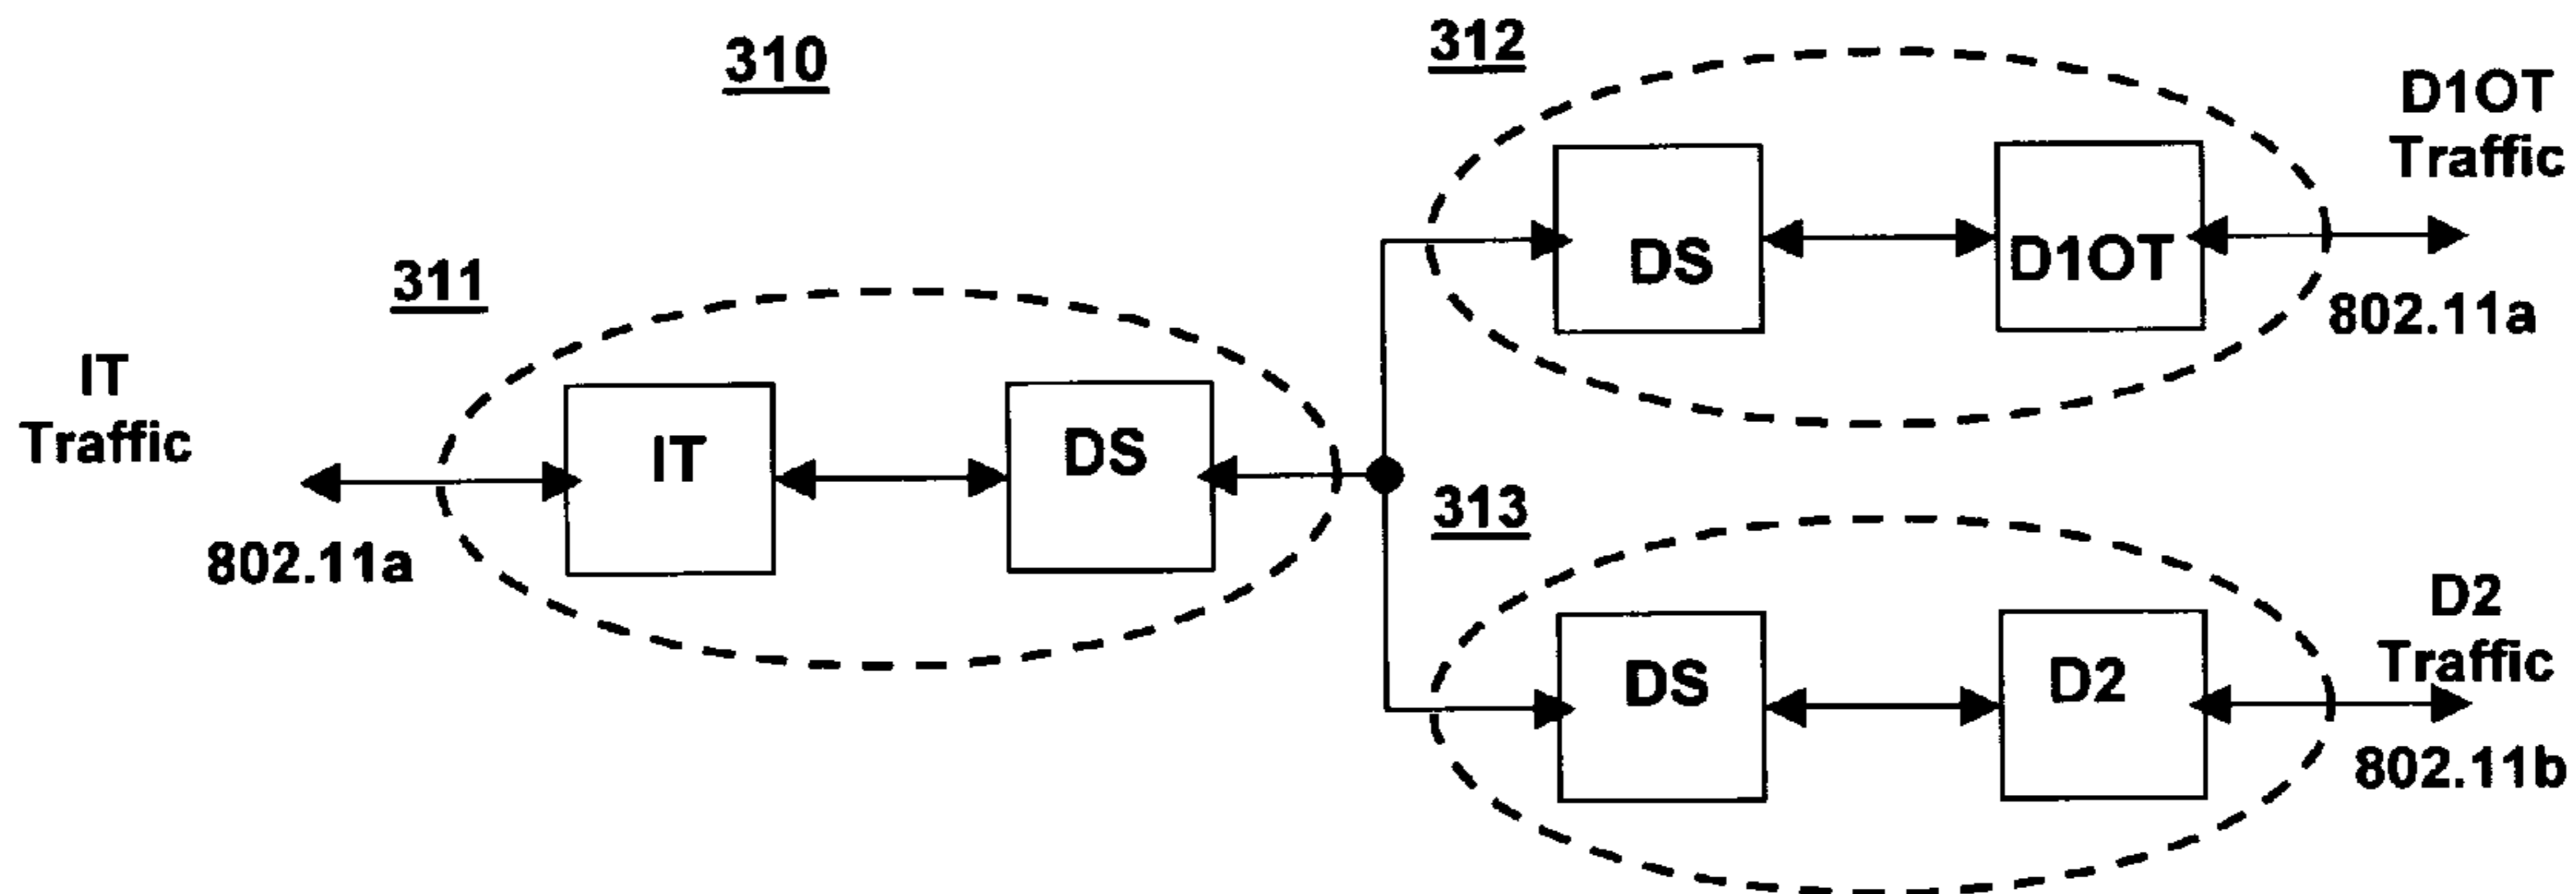 310
312
D1OT
Traffic
DS
D1OT
802.11a
311
IT
Traffic
IT
DS
802.11a
313
DS
D2
D2
Traffic
802.11b